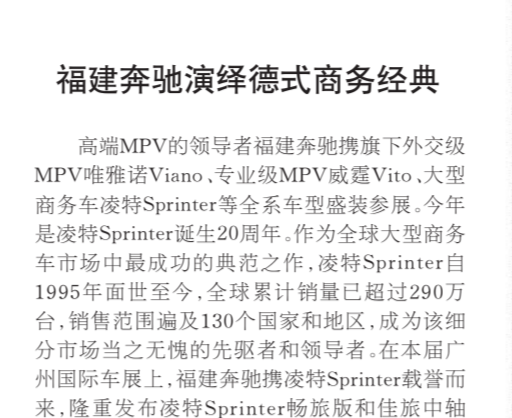 福建奔驰演绎德式商务经典
高端MPV的领导者福建奔驰携旗下外交级
MPV唯雅诺Viano、专业级MPV威霆Vito、大型
商务车凌特Sprinter等全系车型盛装参展。今年
是凌特Sprinter诞生20周年。作为全球大型商务
车市场中最成功的典范之作，凌特Sprinter自
1995年面世至今，全球累计销量已超过290万
台，销售范围遍及130个国家和地区，成为该细
分市场当之无愧的先驱者和领导者。在本届广
州国际车展上，福建奔驰携凌特Sprinter载誉而
来，隆重发布凌特Sprinter畅旅版和佳旅中轴